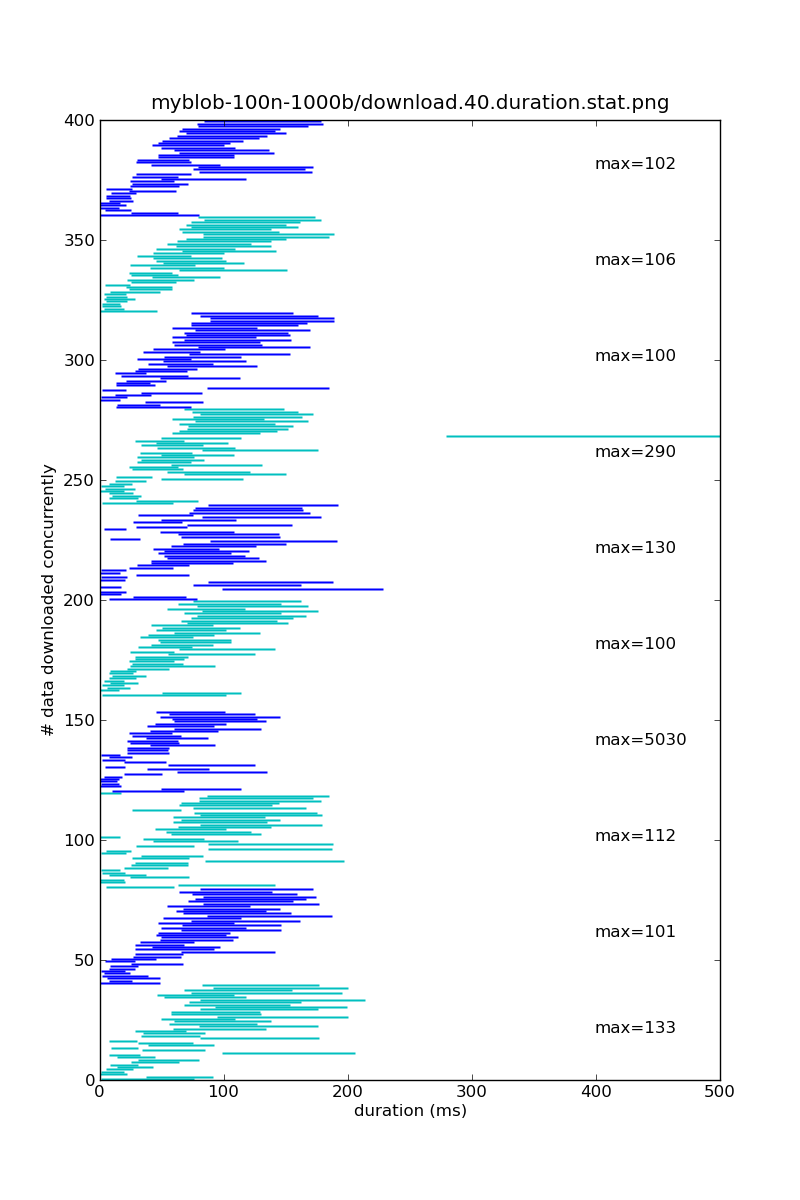 myblob-100n-1000b/download.40.duration.stat.png
400
max=102
350
max=106
300
max=100
max=290
250
max=130
200
max=100
150
max=5030
100
max=112
max=101
50
max=133
0
# data downloaded concurrently
0 100 200 300 400 500
duration (ms)